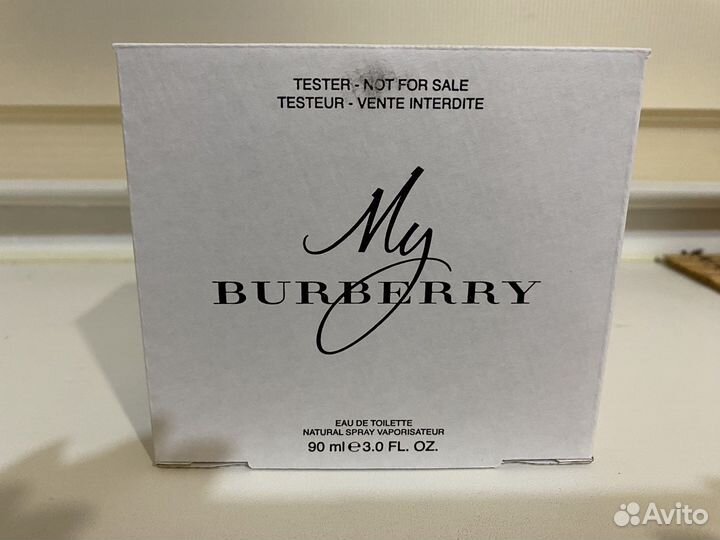 TESTER - NOT FOR SALE
TESTEUR - VENTE INTERDITE
My
BURBERRY
EAU DE TOILETTE
NATURAL SPRAY VAPORISATEUR
90 ml ℮ 3.0 FL. OZ.
Avito